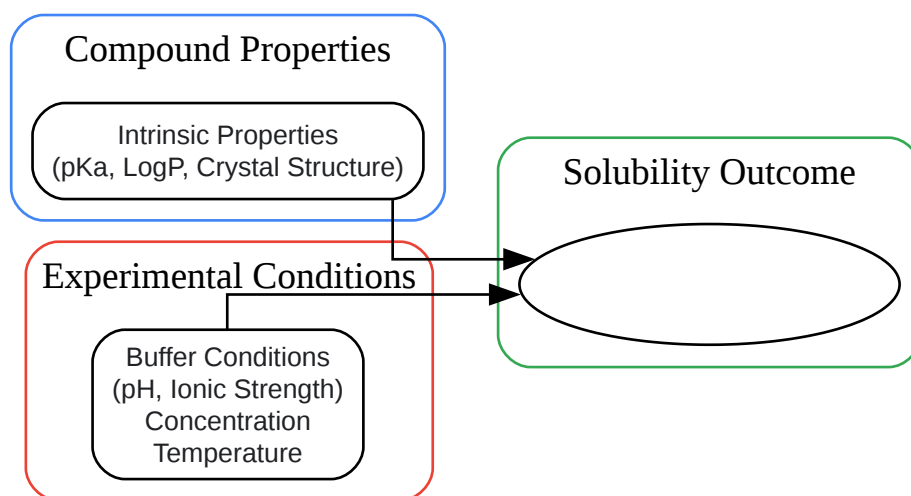 Compound Properties
Intrinsic Properties
(pKa, LogP, Crystal Structure)
Solubility Outcome
Experimental Conditions
Buffer Conditions
(pH, Ionic Strength)
Concentration
Temperature